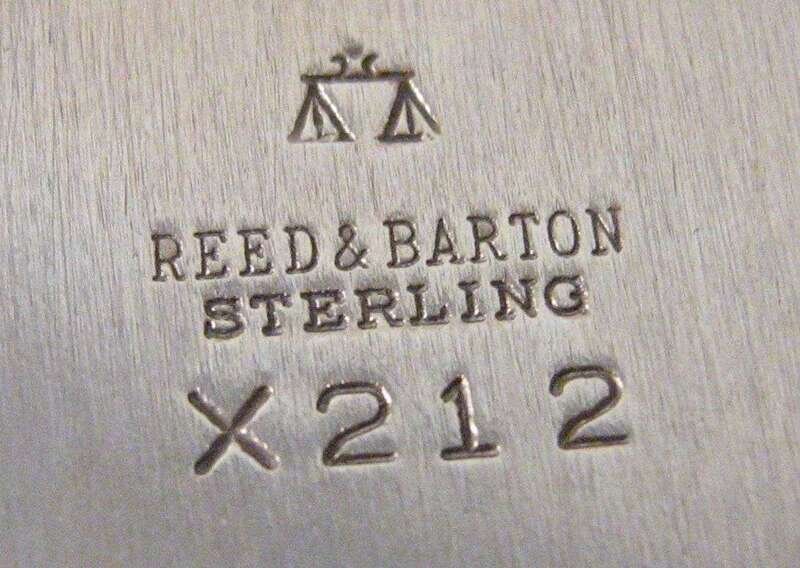 REED & BARTON
STERLING
X212